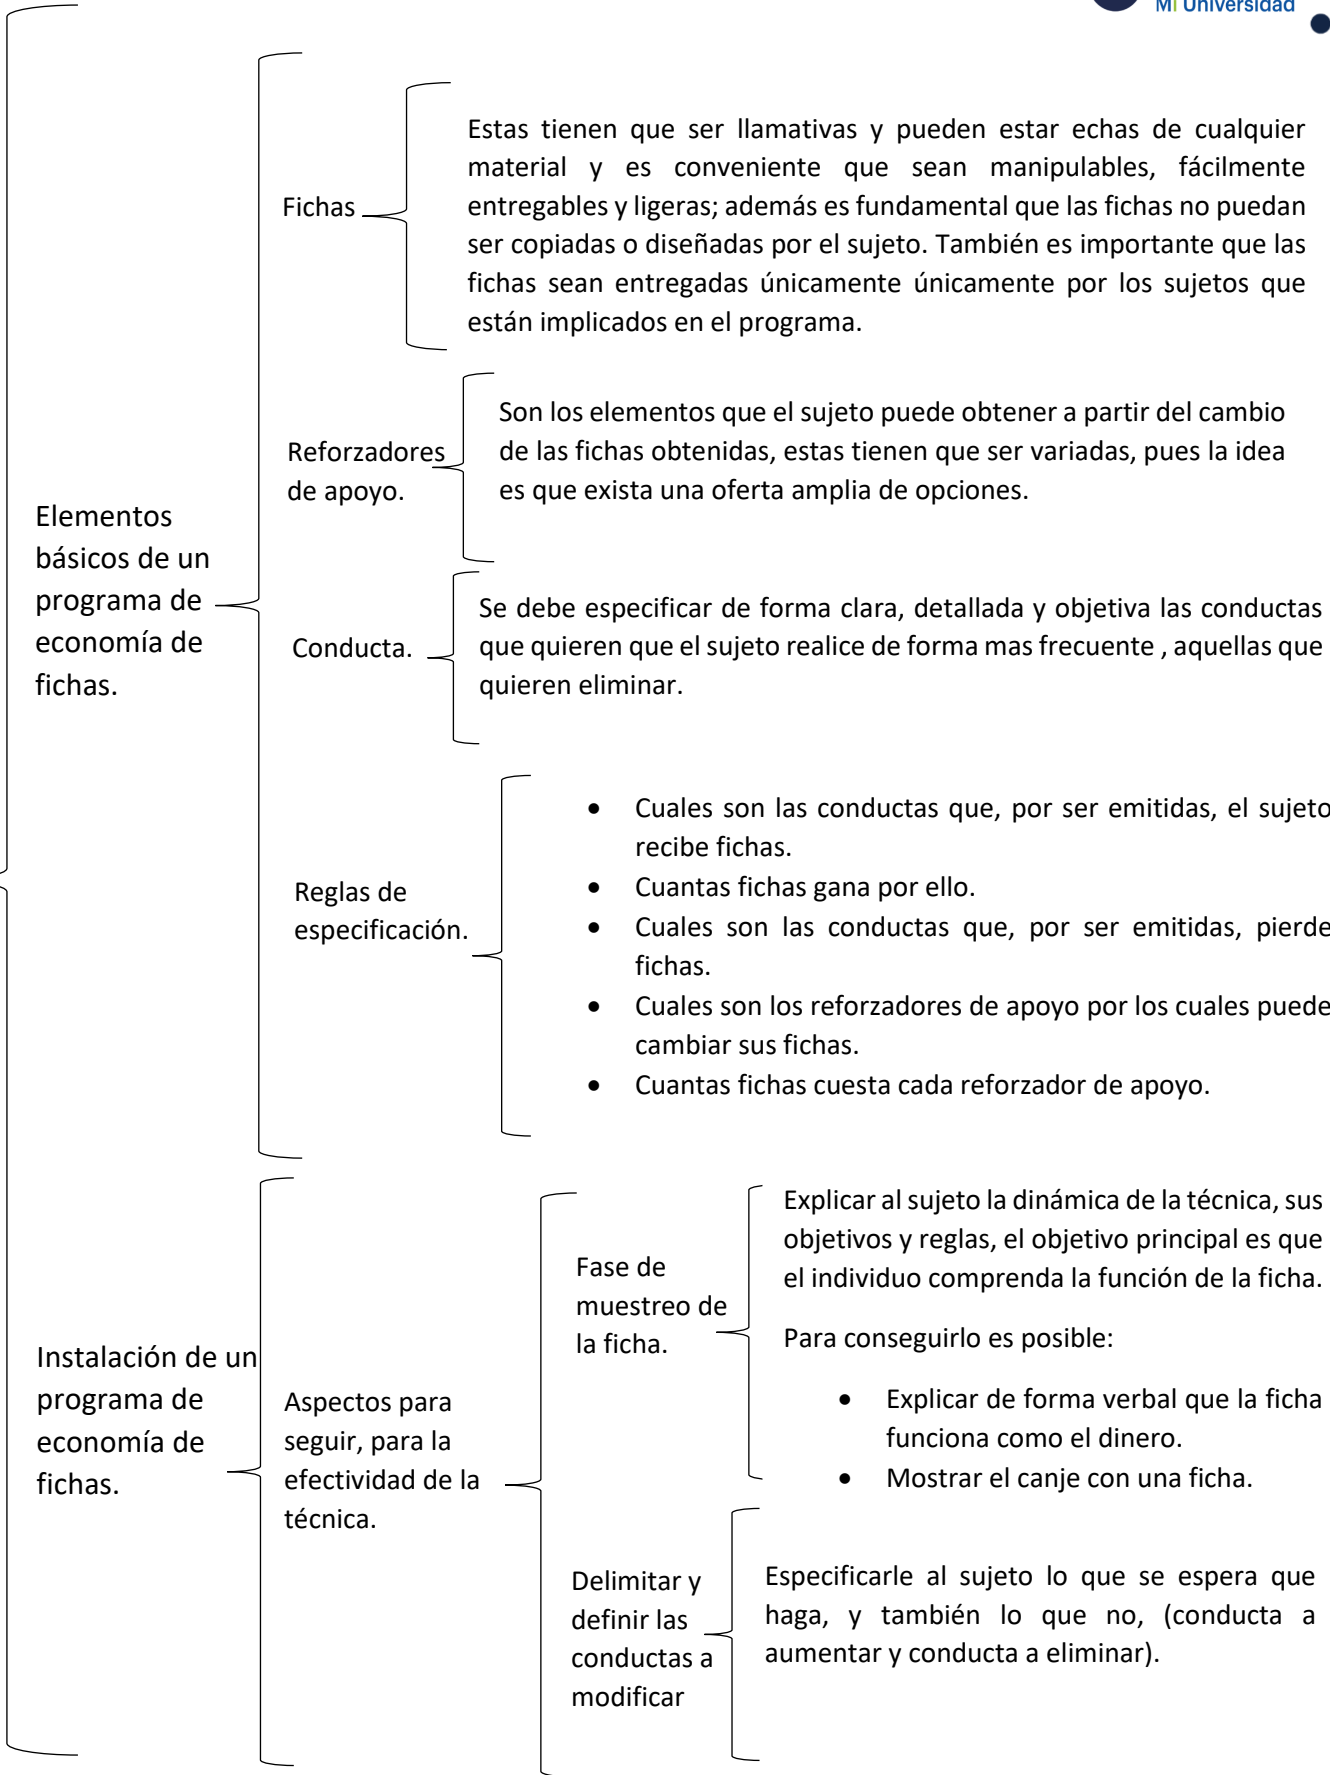 Mi Universidad
Estas tienen que ser llamativas y pueden estar echas de cualquier
material y es conveniente que sean manipulables, fácilmente
entregables y ligeras; además es fundamental que las fichas no puedan
ser copiadas o diseñadas por el sujeto. También es importante que las
fichas sean entregadas únicamente únicamente por los sujetos que
están implicados en el programa.
Fichas
Son los elementos que el sujeto puede obtener a partir del cambio
de las fichas obtenidas, estas tienen que ser variadas, pues la idea
es que exista una oferta amplia de opciones.
Reforzadores
de apoyo.
Elementos
básicos de un
programa de
economía de
fichas.
Se debe especificar de forma clara, detallada y objetiva las conductas
que quieren que el sujeto realice de forma mas frecuente , aquellas que
quieren eliminar.
Conducta.
• Cuales son las conductas que, por ser emitidas, el sujeto
recibe fichas.
• Cuantas fichas gana por ello.
• Cuales son las conductas que, por ser emitidas, pierde
fichas.
• Cuales son los reforzadores de apoyo por los cuales puede
cambiar sus fichas.
• Cuantas fichas cuesta cada reforzador de apoyo.
Reglas de
especificación.
Explicar al sujeto la dinámica de la técnica, sus
objetivos y reglas, el objetivo principal es que
el individuo comprenda la función de la ficha.
Para conseguirlo es posible:
• Explicar de forma verbal que la ficha
funciona como el dinero.
• Mostrar el canje con una ficha.
Fase de
muestreo de
la ficha.
Instalación de un
programa de
economía de
fichas.
Aspectos para
seguir, para la
efectividad de la
técnica.
Delimitar y
definir las
conductas a
modificar
Especificarle al sujeto lo que se espera que
haga, y también lo que no, (conducta a
aumentar y conducta a eliminar).